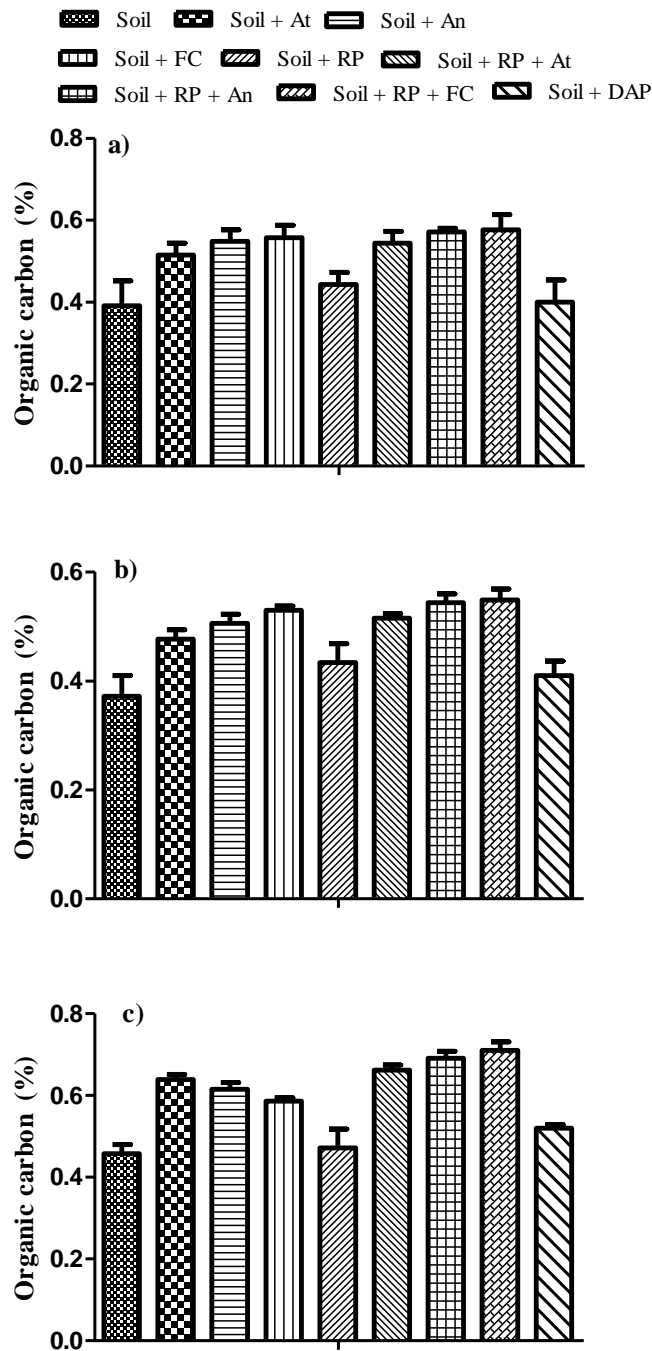 Soil Soil + At Soil + An
Soil + FC Soil + RP Soil + RP + At
Soil + RP + An Soil + RP + FC Soil + DAP
a)
Organic carbon (%)
0.8
0.6
0.4
0.2
0.0
b)
Organic carbon (%)
0.6
0.4
0.2
0.0
c)
Organic carbon (%)
0.8
0.6
0.4
0.2
0.0